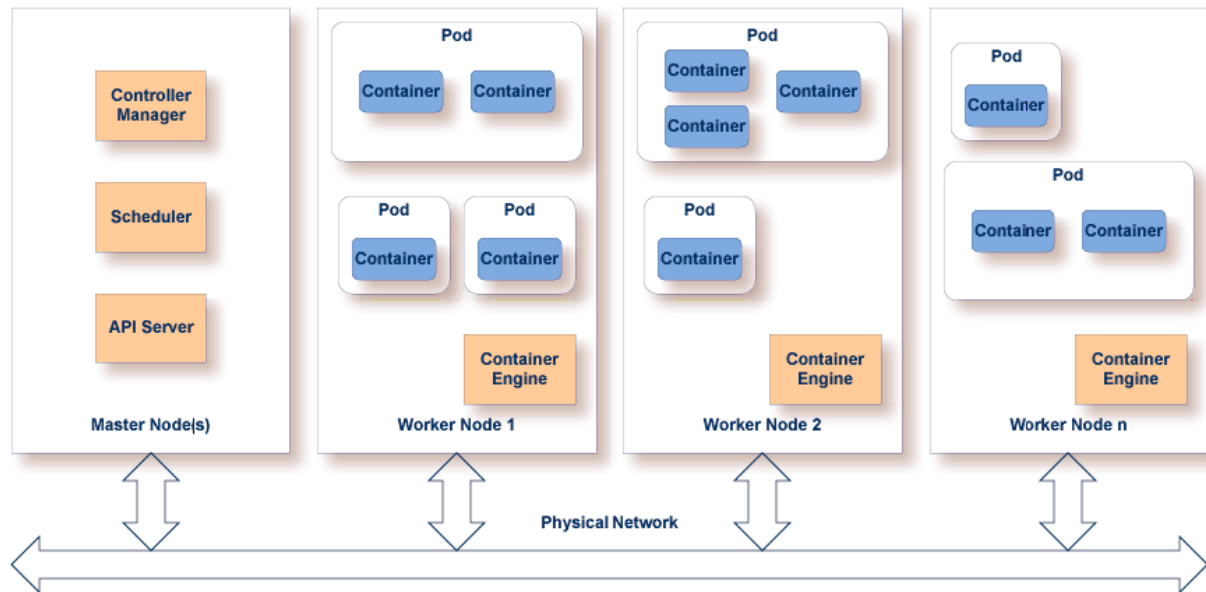 Controller
Manager
Scheduler
API Server
Master Node(s)
Pod
Container
Container
Pod
Pod
Container
Container
Container
Engine
Worker Node 1
Pod
Container
Container
Container
Pod
Container
Container
Engine
Worker Node 2
Pod
Container
Pod
Container
Container
Container
Engine
Worker Node n
Physical Network